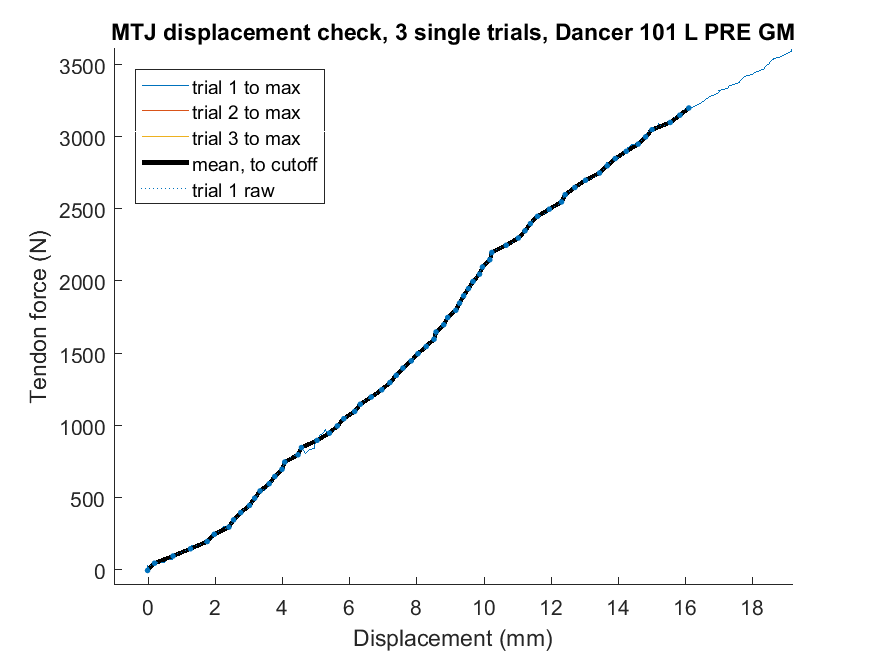 MTJ displacement check, 3 single trials, Dancer 101 L PRE GM
3500
3000
2500
2000
1500
1000
500
0
Tendon force (N)
trial 1 to max
trial 2 to max
trial 3 to max
mean, to cutoff
trial 1 raw
0 2 4 6 8 10 12 14 16 18
Displacement (mm)